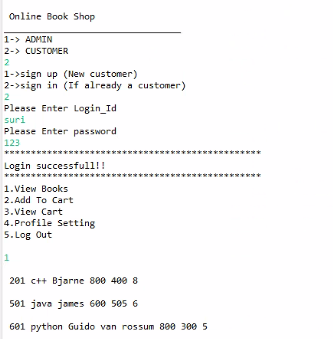 Online Book Shop
1-> ADMIN
2-> CUSTOMER
2
1->sign up (New customer)
2->sign in (If already a customer)
2
Please Enter Login_Id
suri
Please Enter password
123
**************************************************
Login successfull!!
**************************************************
1.View Books
2.Add To Cart
3.View Cart
4.Profile Setting
5.Log Out
1
201 c++ Bjarne 800 400 8
501 java james 600 505 6
601 python Guido van rossum 800 300 5